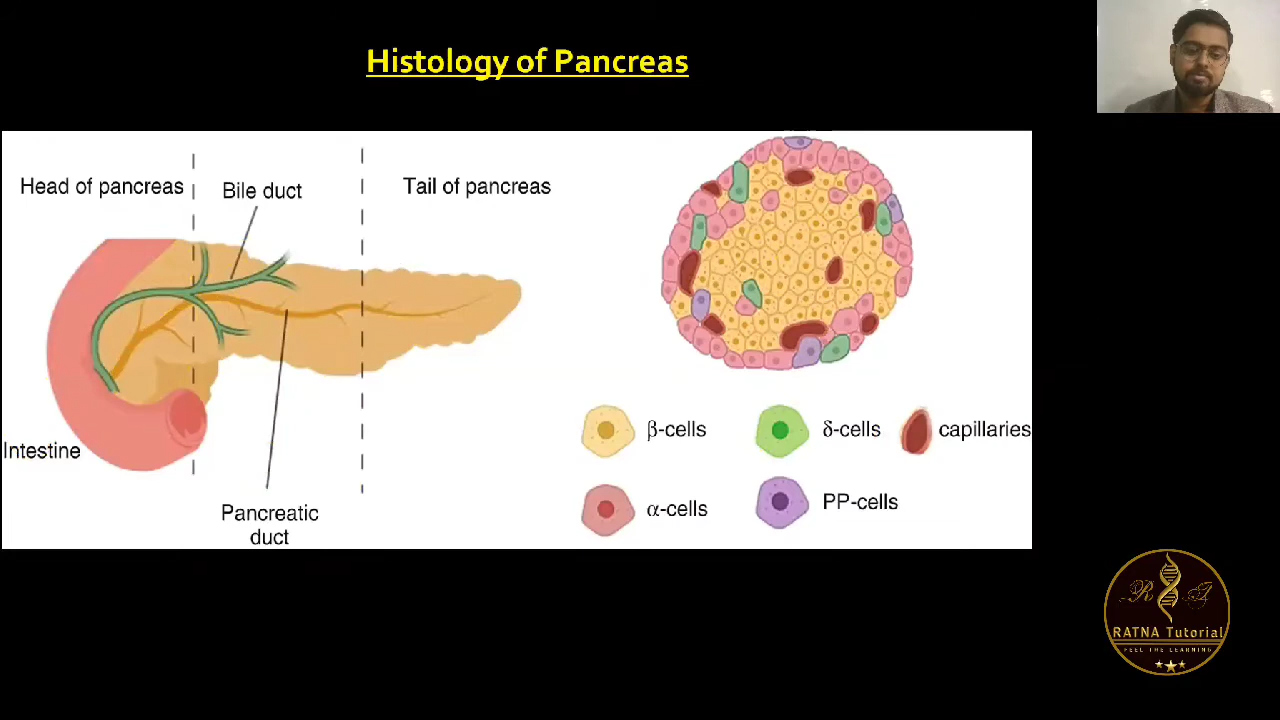 Histology of Pancreas
Head of pancreas
Bile duct
Tail of pancreas
Intestine
Pancreatic
duct
β-cells
δ-cells
capillaries
α-cells
PP-cells
R
RATNA Tutorial
FEEL THE LEARNING